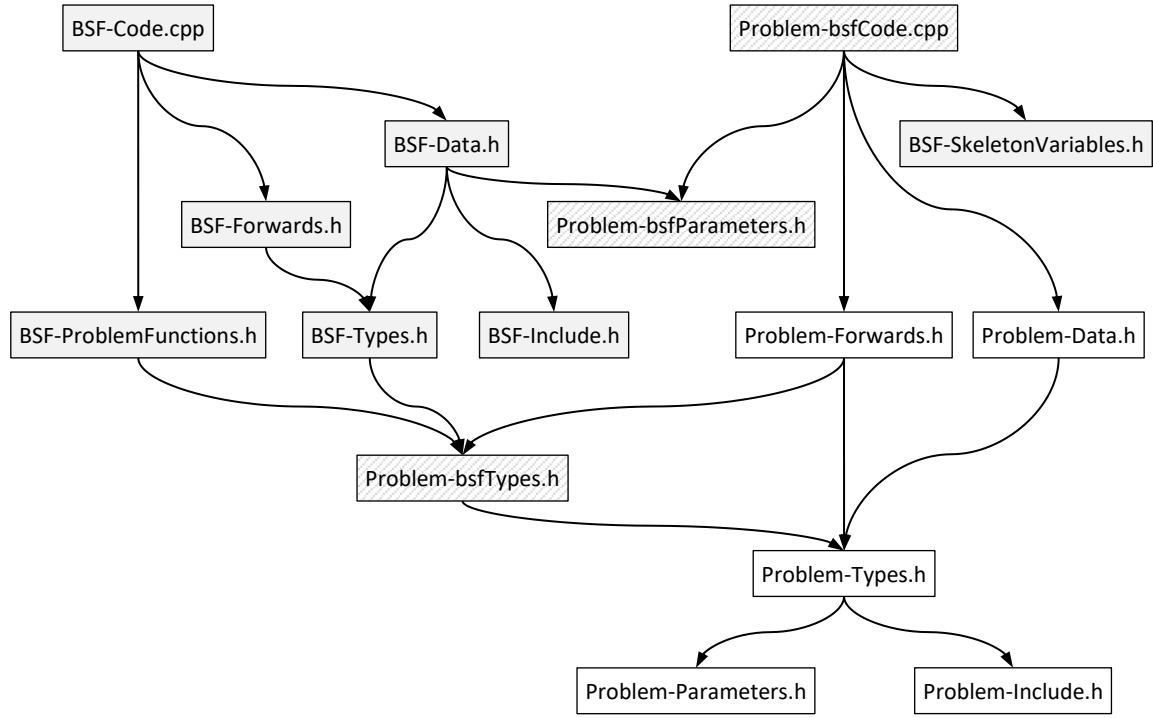 BSF-Code.cpp
Problem-bsfCode.cpp
BSF-Data.h
BSF-SkeletonVariables.h
BSF-Forwards.h
Problem-bsfParameters.h
BSF-ProblemFunctions.h
BSF-Types.h
BSF-Include.h
Problem-Forwards.h
Problem-Data.h
Problem-bsfTypes.h
Problem-Types.h
Problem-Parameters.h
Problem-Include.h